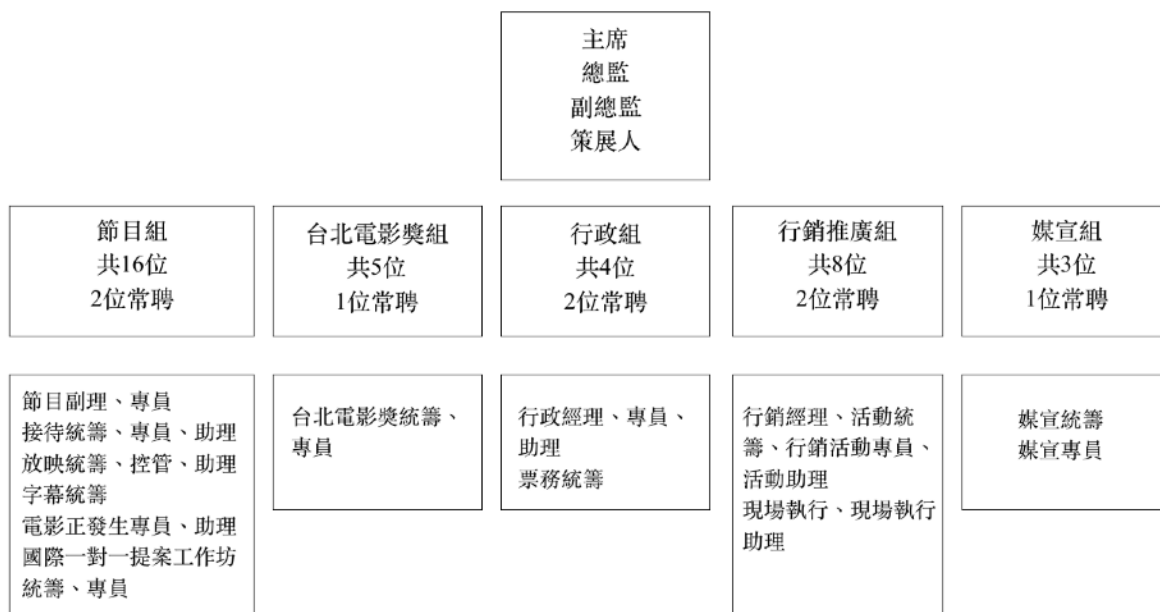 主席
總監
副總監
策展人
節目組
共16位
2位常聘
台北電影獎組
共5位
1位常聘
行政組
共4位
2位常聘
行銷推廣組
共8位
2位常聘
媒宣組
共3位
1位常聘
節目副理、專員
接待統籌、專員、助理
放映統籌、控管、助理
字幕統籌
電影正發生專員、助理
國際一對一提案工作坊
統籌、專員
台北電影獎統籌、
專員
行政經理、專員、
助理
票務統籌
行銷經理、活動統
籌、行銷活動專員、
活動助理
現場執行、現場執行
助理
媒宣統籌
媒宣專員